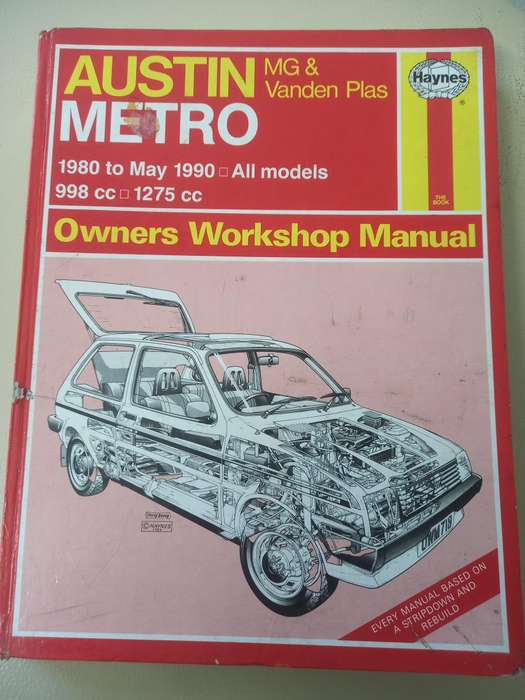 AUSTIN
MG &
Vanden Plas
METRO
Haynes
®
1980 to May 1990 □ All models
998 cc □ 1275 cc
THE
BOOK
Owners Workshop Manual
© HAYNES
EVERY MANUAL BASED ON
A STRIPDOWN AND
REBUILD